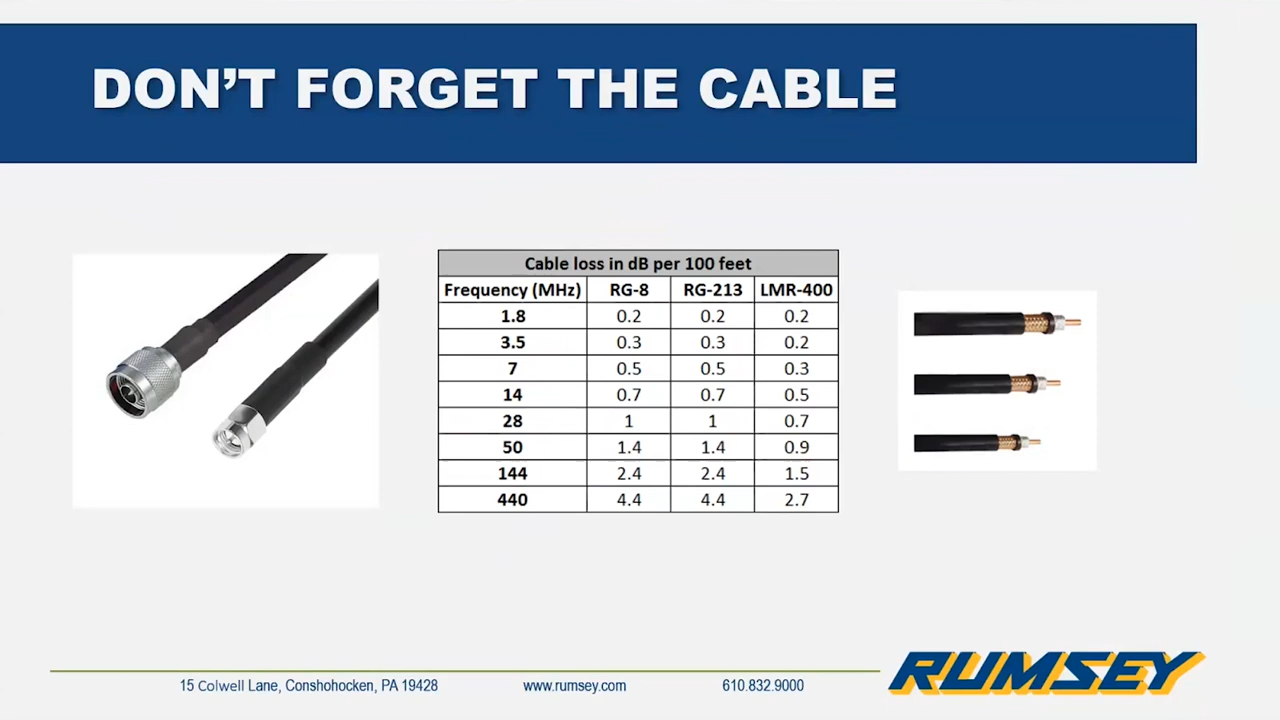 DON'T FORGET THE CABLE
Cable loss in dB per 100 feet
Frequency (MHz) RG-8 RG-213 LMR-400
1.8 0.2 0.2 0.2
3.5 0.3 0.3 0.2
7 0.5 0.5 0.3
14 0.7 0.7 0.5
28 1 1 0.7
50 1.4 1.4 0.9
144 2.4 2.4 1.5
440 4.4 4.4 2.7
15 Colwell Lane, Conshohocken, PA 19428 www.rumsey.com 610.832.9000
RUMSEY